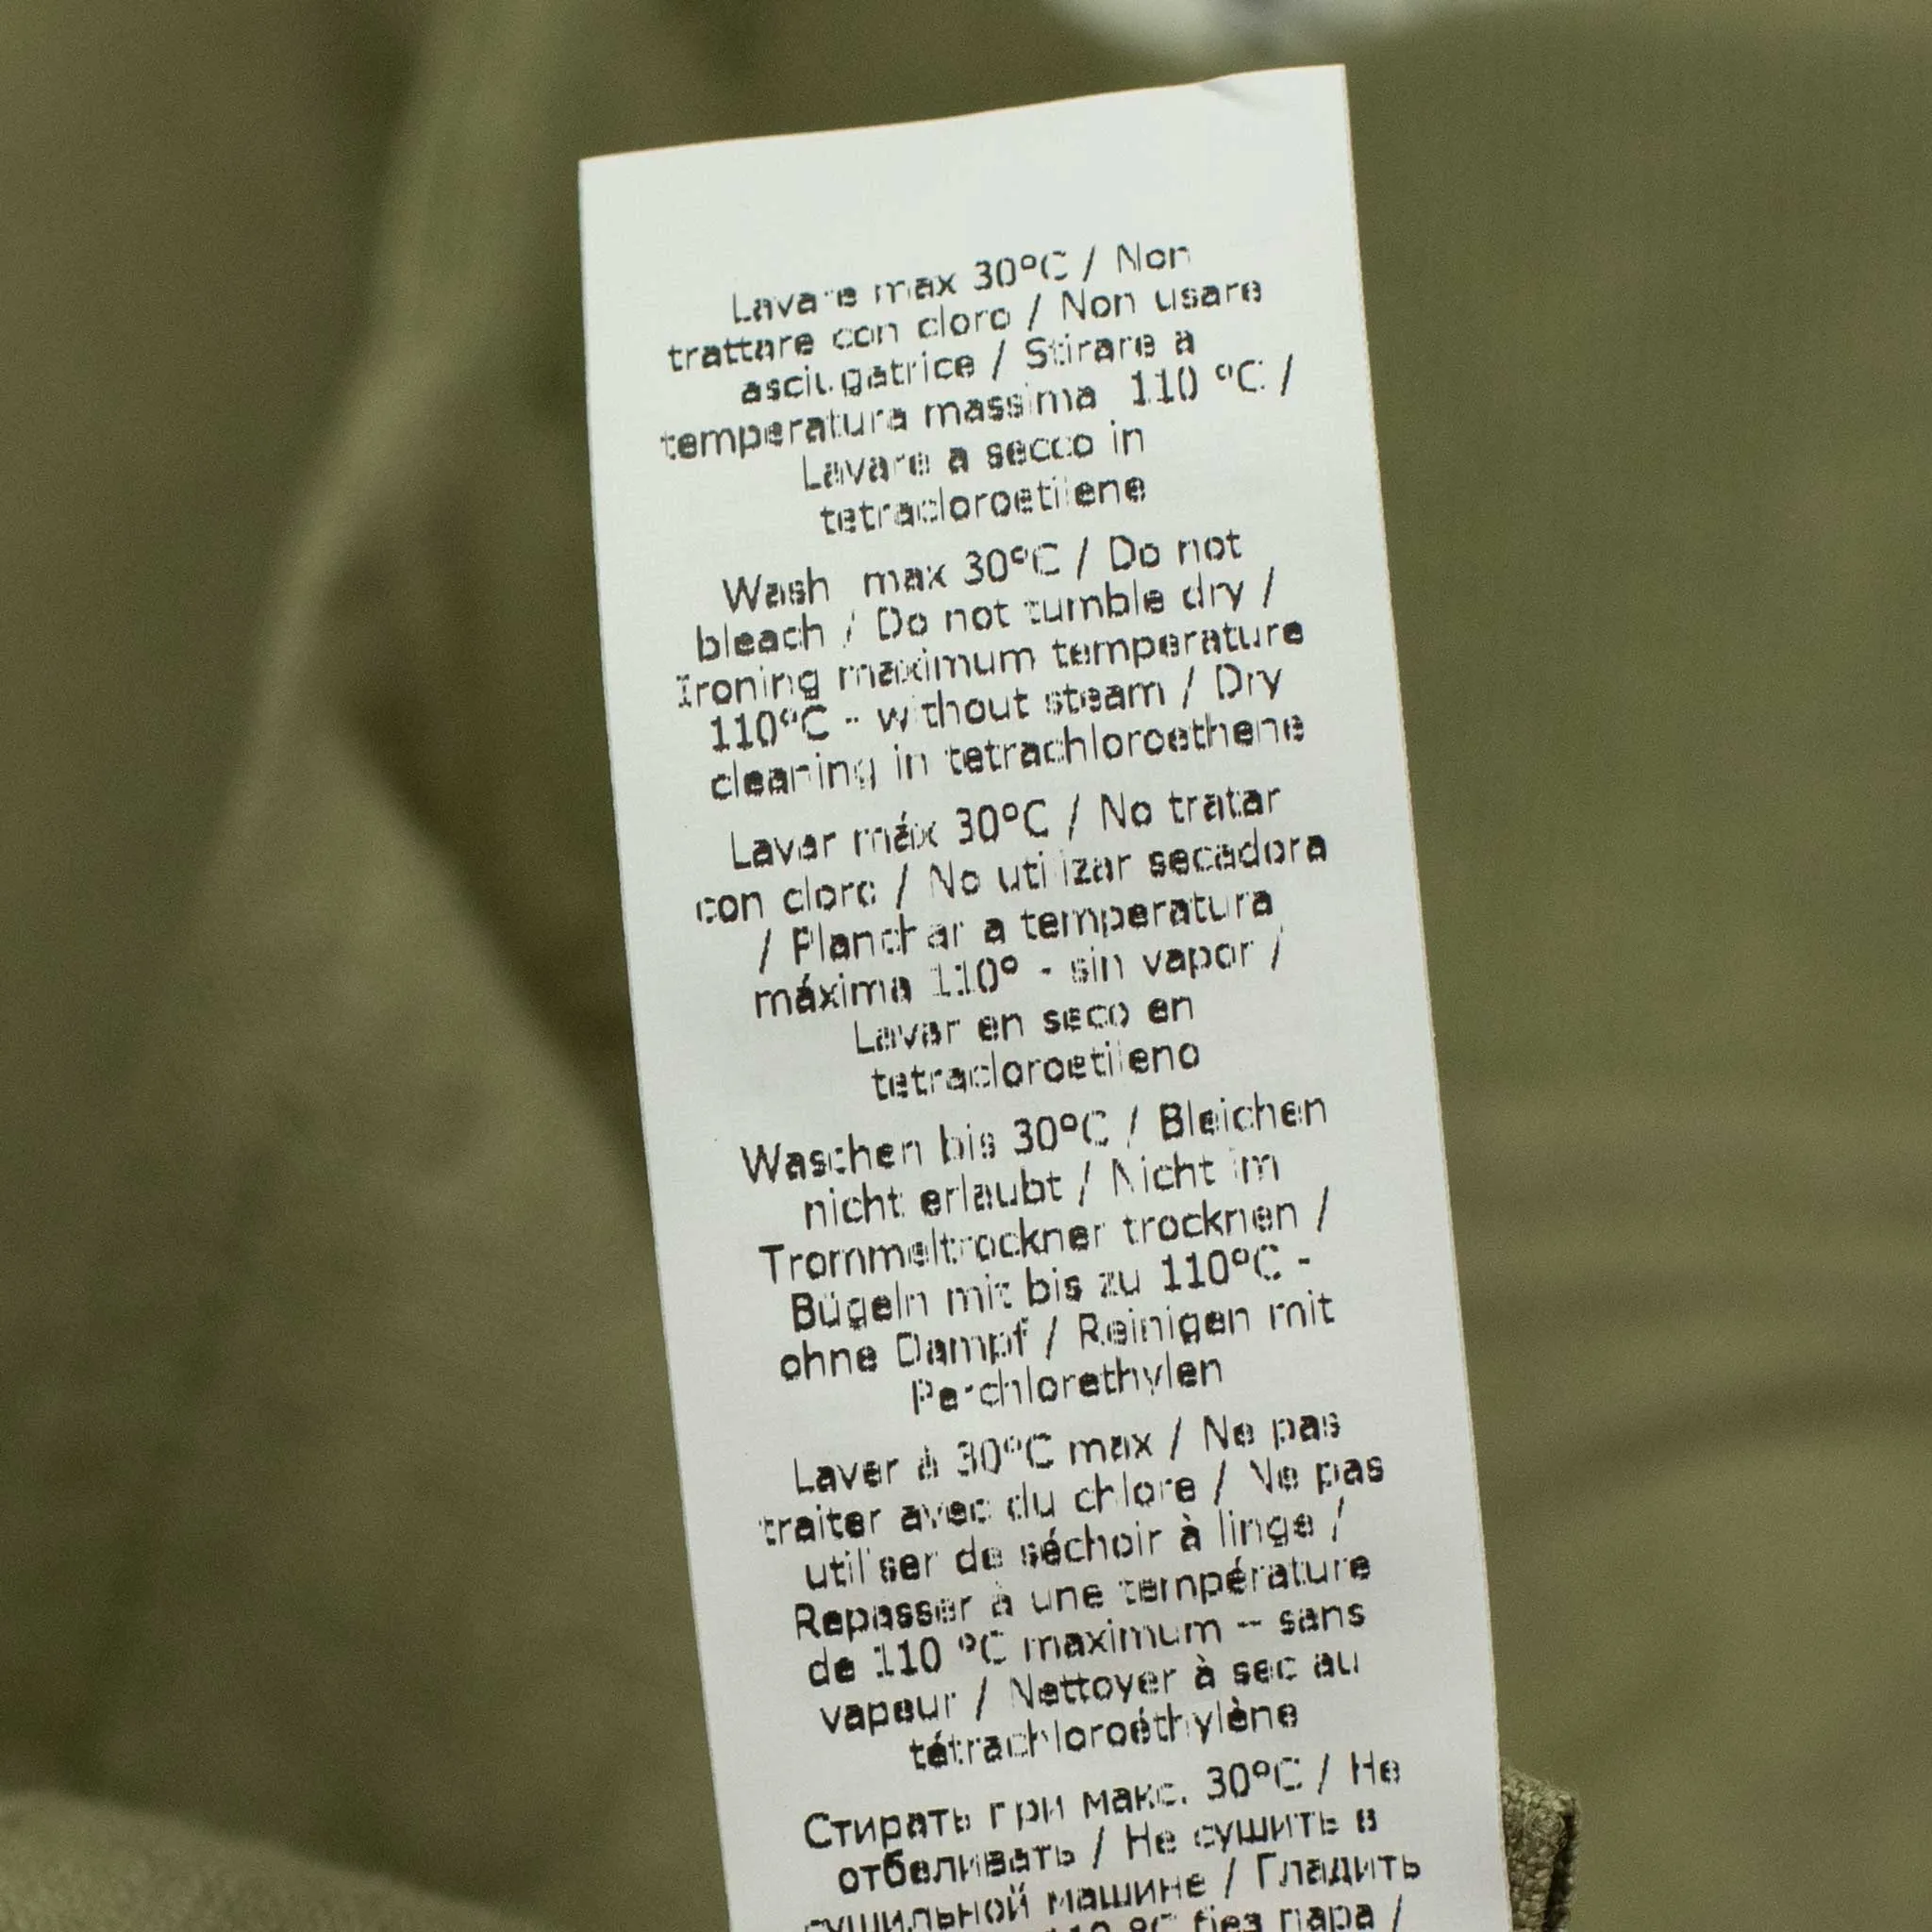 Lavare max 30°C / Non
trattare con cloro / Non usare
asciugatrice / Stirare a
temperatura massima 110 °C /
Lavare a secco in
tetracloroetilene
Wash max 30°C / Do not
bleach / Do not tumble dry /
Ironing maximum temperature
110°C - without steam / Dry
cleaning in tetrachloroethene
Lavar máx 30°C / No tratar
con cloro / No utilizar secadora
/ Planchar a temperatura
máxima 110° - sin vapor /
Lavar en seco en
tetracloroetileno
Waschen bis 30°C / Bleichen
nicht erlaubt / Nicht im
Trommeltrockner trocknen /
Bügeln mit bis zu 110°C -
ohne Dampf / Reinigen mit
Perchlorethylen
Laver à 30°C max / Ne pas
traiter avec du chlore / Ne pas
utiliser de séchoir à linge /
Repasser à une température
de 110 °C maximum – sans
vapeur / Nettoyer à sec au
tétrachloroéthylène
Стирать при макс. 30°C / Не
отбеливать / Не сушить в
сушильной машине / Гладить
110 °C без пара /